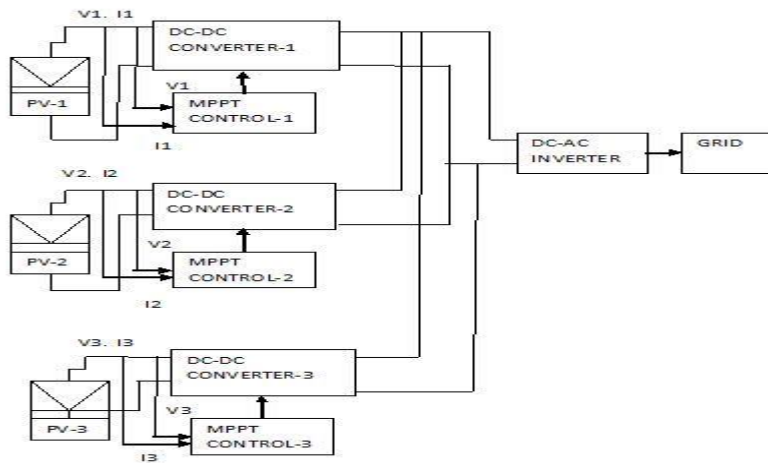 V1. I1
DC-DC
CONVERTER-1
PV-1
V1
MPPT
CONTROL-1
I1
DC-AC
INVERTER
GRID
V2. I2
DC-DC
CONVERTER-2
PV-2
V2
MPPT
CONTROL-2
I2
V3. I3
DC-DC
CONVERTER-3
PV-3
V3
MPPT
CONTROL-3
I3